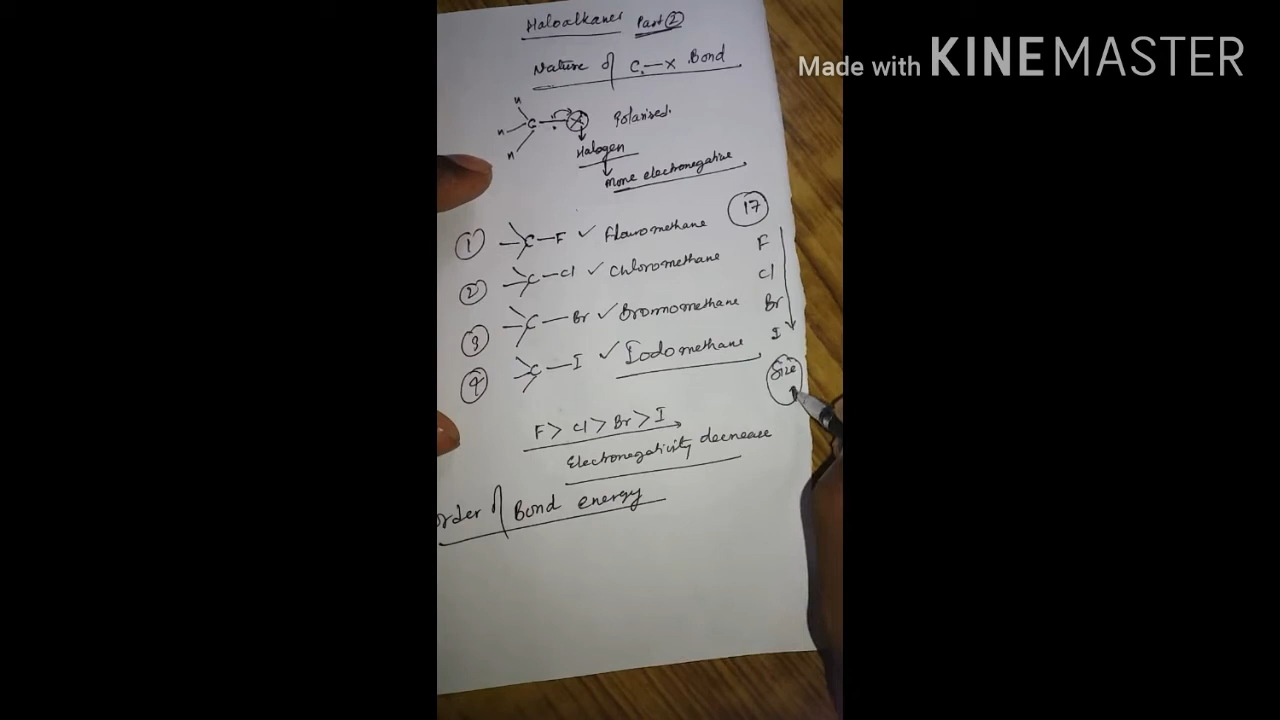 Made with KINEMASTER
Haloalkanes Part ②
Nature of C—X Bond
H
H C X Polarised.
H
Halogen
More electronegative
17
① —C—F ✓ Flouromethane
F
② —C—Cl ✓ Chloromethane
Cl
③ —C—Br ✓ Bromomethane
Br
④ —C—I ✓ Iodomethane
I
Size
F > Cl > Br > I
Electronegativity decrease
order of Bond energy